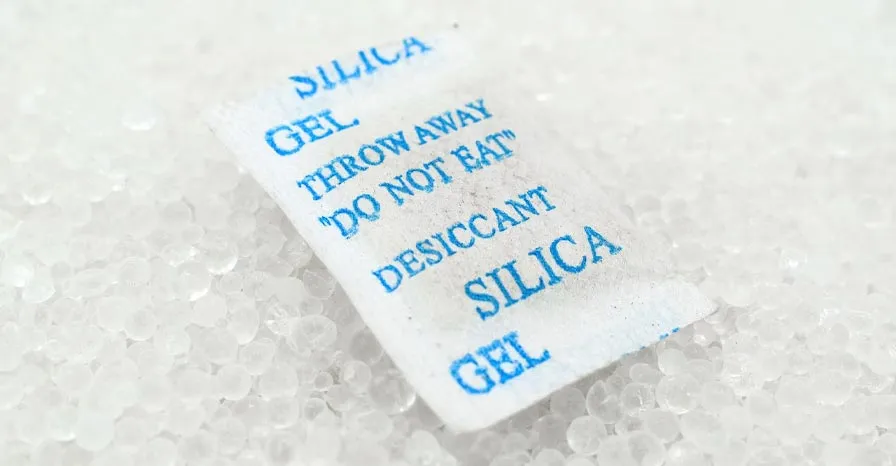 SILICA
GEL
THROW AWAY
"DO NOT EAT"
DESICCANT
SILICA
GEL